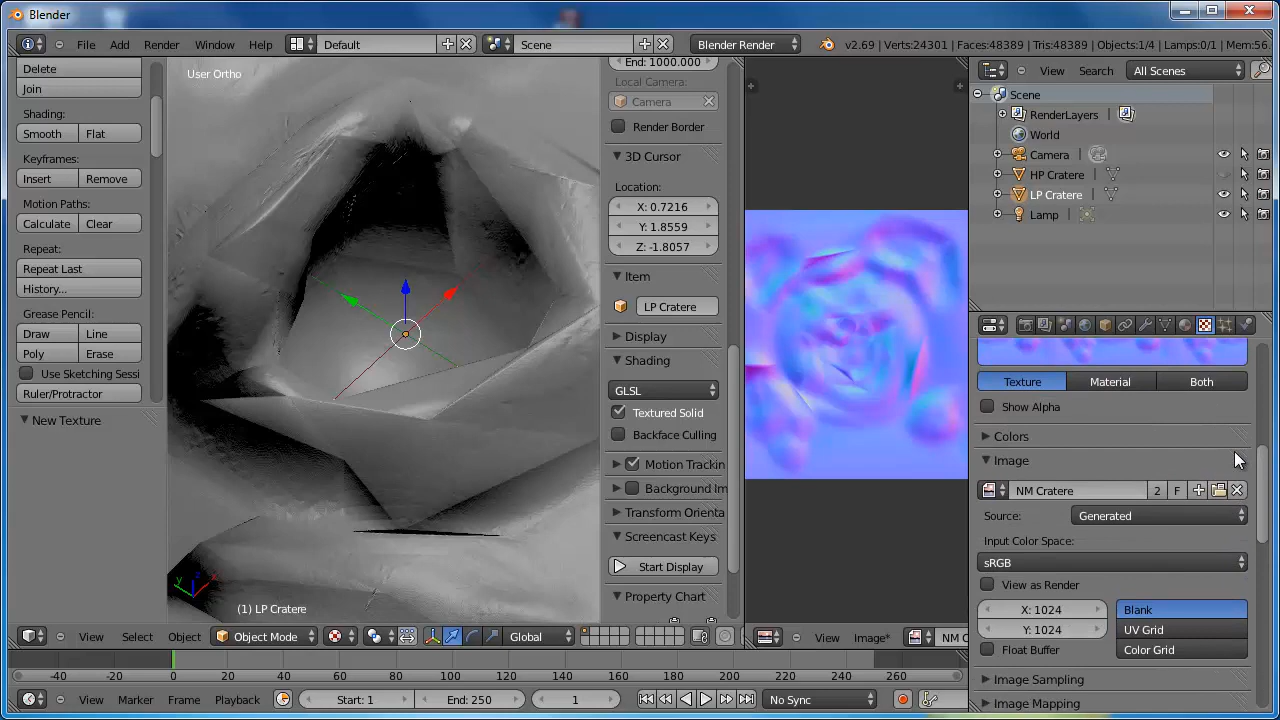 Blender
File Add Render Window Help Default Scene Blender Render v2.69 | Verts:24301 | Faces:48389 | Tris:48389 | Objects:1/4 | Lamps:0/1 | Mem:56.
Delete
Join
Shading:
Smooth Flat
Keyframes:
Insert Remove
Motion Paths:
Calculate Clear
Repeat:
Repeat Last
History...
Grease Pencil:
Draw Line
Poly Erase
Use Sketching Sessi
Ruler/Protractor
New Texture
User Ortho
(1) LP Cratere
End: 1000.000
Local Camera:
Camera
Render Border
3D Cursor
Location:
X: 0.7216
Y: 1.8559
Z: -1.8057
Item
LP Cratere
Display
Shading
GLSL
Textured Solid
Backface Culling
Motion Trackin
Background Im
Transform Orienta
Screencast Keys
Start Display
Property Chart
View Search All Scenes
Scene
RenderLayers
World
Camera
HP Cratere
LP Cratere
Lamp
Texture Material Both
Show Alpha
Colors
Image
NM Cratere 2 F
Source: Generated
Input Color Space:
sRGB
View as Render
X: 1024 Blank
Y: 1024 UV Grid
Float Buffer Color Grid
Image Sampling
Image Mapping
View Select Object Object Mode Global
View Image* NM C
-40 -20 0 20 40 60 80 100 120 140 160 180 200 220 240 260
View Marker Frame Playback Start: 1 End: 250 1 No Sync